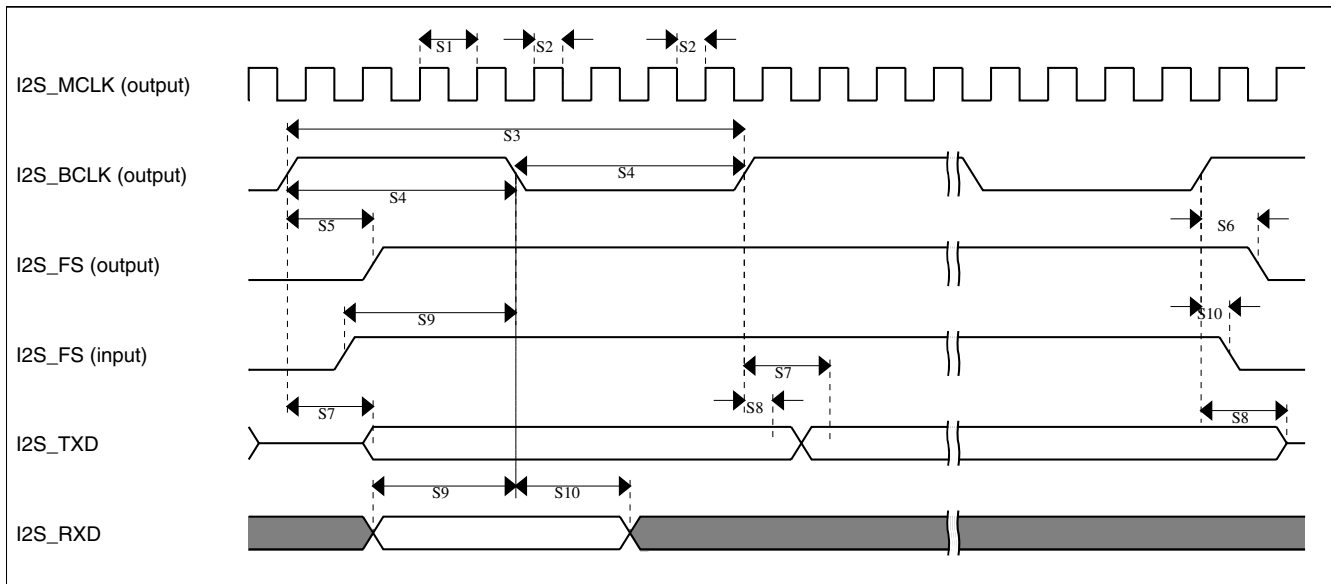 S1 S2 S2
I2S_MCLK (output)
S3
I2S_BCLK (output)
S4
S4
S5 S6
I2S_FS (output)
S9 S10
I2S_FS (input)
S7
S7 S8 S8
I2S_TXD
S9 S10
I2S_RXD